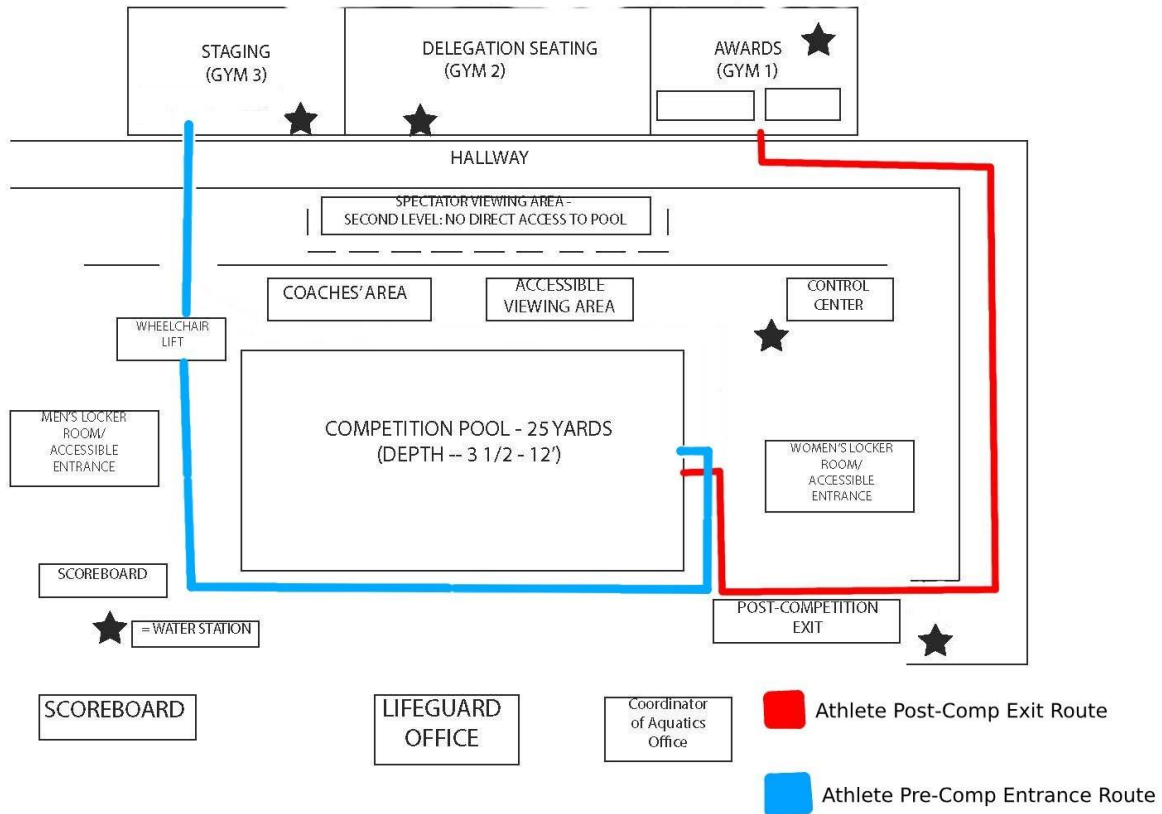 STAGING
(GYM 3)
DELEGATION SEATING
(GYM 2)
AWARDS
(GYM 1)
HALLWAY
SPECTATOR VIEWING AREA -
SECOND LEVEL: NO DIRECT ACCESS TO POOL
COACHES' AREA
ACCESSIBLE
VIEWING AREA
CONTROL
CENTER
WHEELCHAIR
LIFT
MEN'S LOCKER
ROOM/
ACCESSIBLE
ENTRANCE
COMPETITION POOL - 25 YARDS
(DEPTH -- 3 1/2 - 12')
WOMEN'S LOCKER
ROOM/
ACCESSIBLE
ENTRANCE
SCOREBOARD
= WATER STATION
POST-COMPETITION
EXIT
SCOREBOARD
LIFEGUARD
OFFICE
Coordinator
of Aquatics
Office
Athlete Post-Comp Exit Route
Athlete Pre-Comp Entrance Route